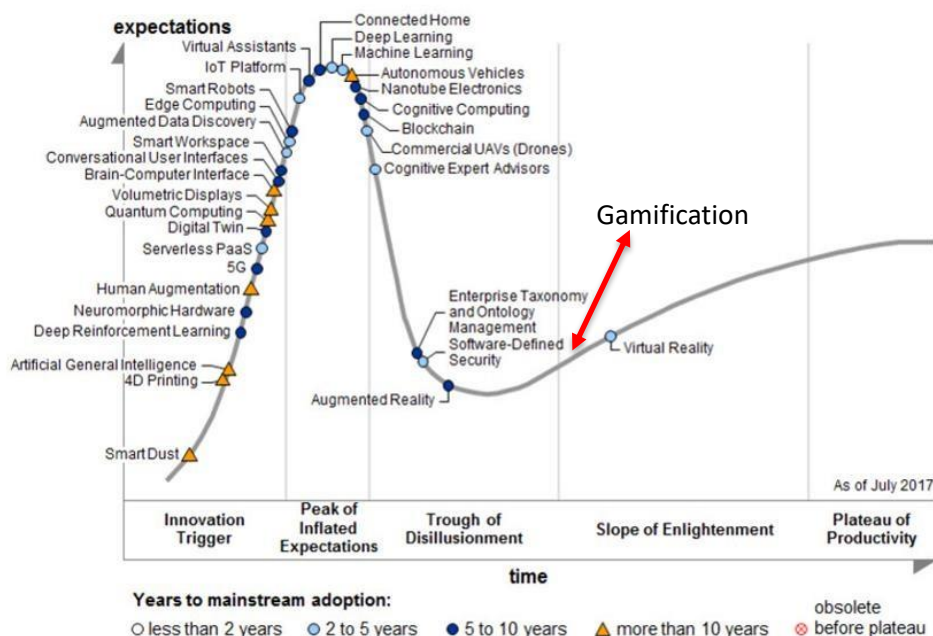 expectations
Connected Home
Deep Learning
Machine Learning
Virtual Assistants
IoT Platform
Autonomous Vehicles
Nanotube Electronics
Smart Robots
Edge Computing
Cognitive Computing
Augmented Data Discovery
Blockchain
Smart Workspace
Commercial UAVs (Drones)
Conversational User Interfaces
Cognitive Expert Advisors
Brain-Computer Interface
Volumetric Displays
Quantum Computing
Gamification
Digital Twin
Serverless PaaS
5G
Human Augmentation
Enterprise Taxonomy
and Ontology
Management
Neuromorphic Hardware
Deep Reinforcement Learning
Software-Defined
Security
Virtual Reality
Artificial General Intelligence
4D Printing
Augmented Reality
Smart Dust
As of July 2017
Innovation
Trigger
Peak of
Inflated
Expectations
Trough of
Disillusionment
Slope of Enlightenment
Plateau of
Productivity
time
Years to mainstream adoption:
less than 2 years
2 to 5 years
5 to 10 years
more than 10 years
obsolete
before plateau